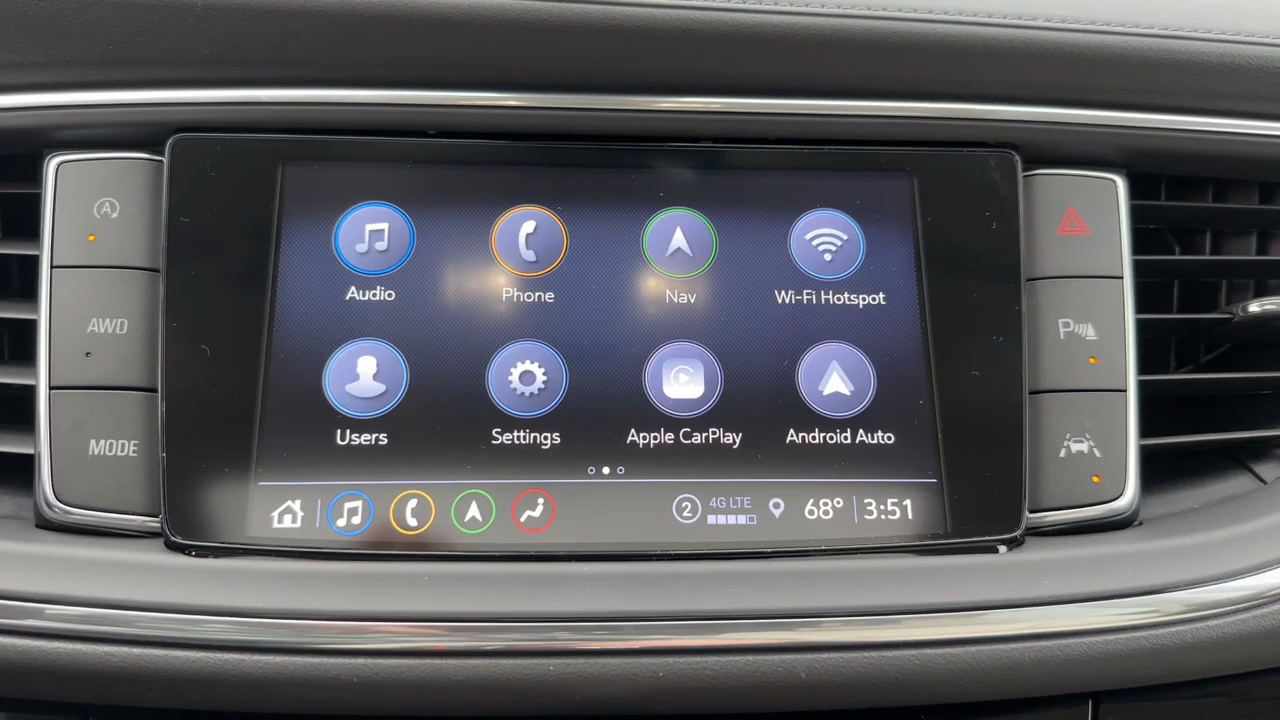 A
Audio Phone Nav Wi-Fi Hotspot
AWD
P
Users Settings Apple CarPlay Android Auto
MODE
2 4G LTE 68° 3:51